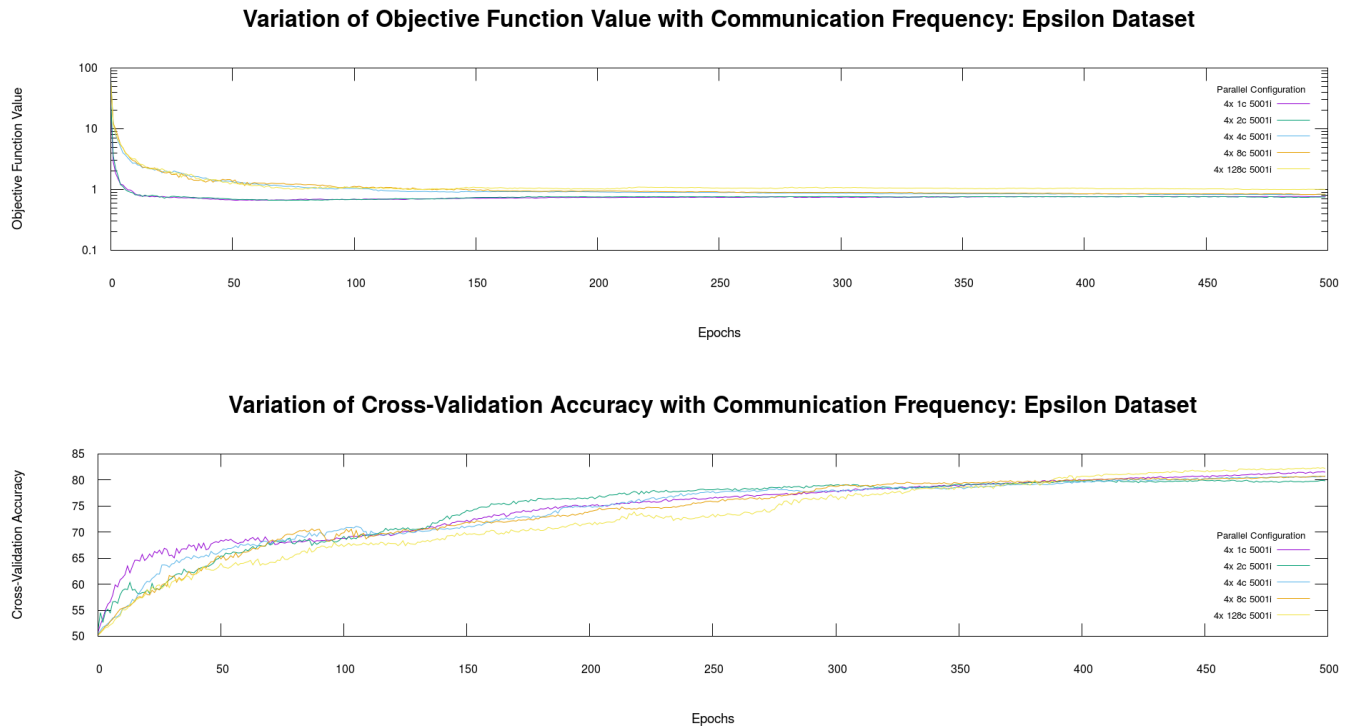 Variation of Objective Function Value with Communication Frequency: Epsilon Dataset
Objective Function Value
100
10
1
0.1
Parallel Configuration
4x 1c 5001i
4x 2c 5001i
4x 4c 5001i
4x 8c 5001i
4x 128c 5001i
0 50 100 150 200 250 300 350 400 450 500
Epochs
Variation of Cross-Validation Accuracy with Communication Frequency: Epsilon Dataset
Cross-Validation Accuracy
85
80
75
70
65
60
55
50
Parallel Configuration
4x 1c 5001i
4x 2c 5001i
4x 4c 5001i
4x 8c 5001i
4x 128c 5001i
0 50 100 150 200 250 300 350 400 450 500
Epochs